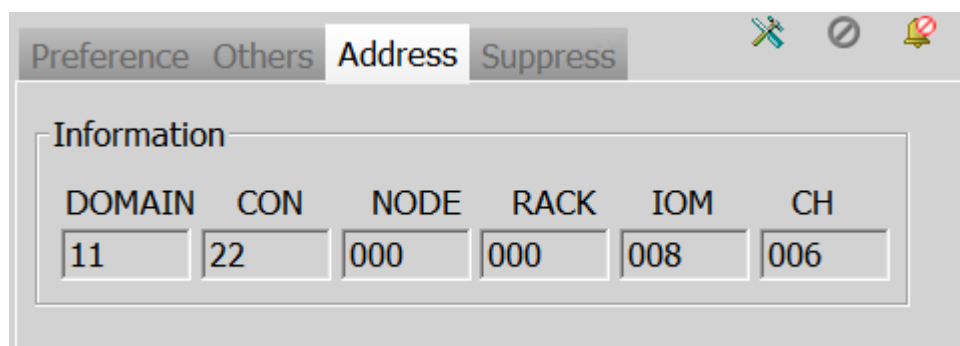 Preference Others Address Suppress
Information
DOMAIN CON NODE RACK IOM CH
11 22 000 000 008 006